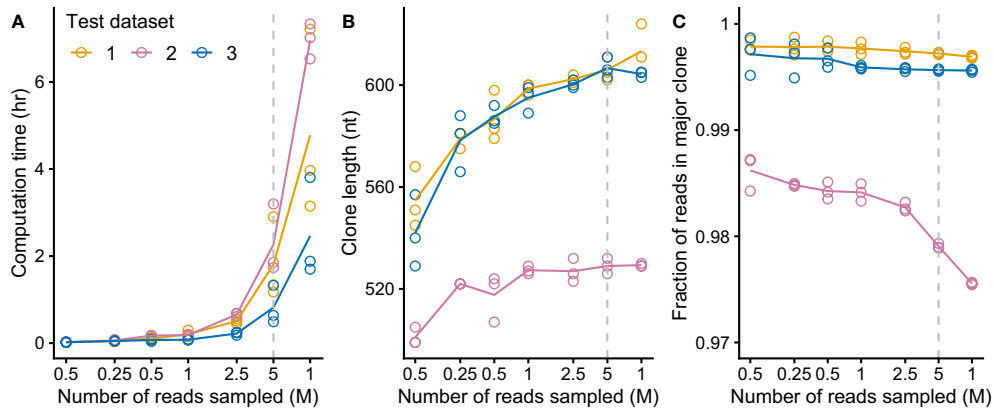 A
Test dataset
1 2 3
Computation time (hr)
6
4
2
0
0.5 0.25 0.5 1 2.5 5 1
Number of reads sampled (M)
B
Clone length (nt)
600
560
520
0.5 0.25 0.5 1 2.5 5 1
Number of reads sampled (M)
C
Fraction of reads in major clone
1
0.99
0.98
0.97
0.5 0.25 0.5 1 2.5 5 1
Number of reads sampled (M)